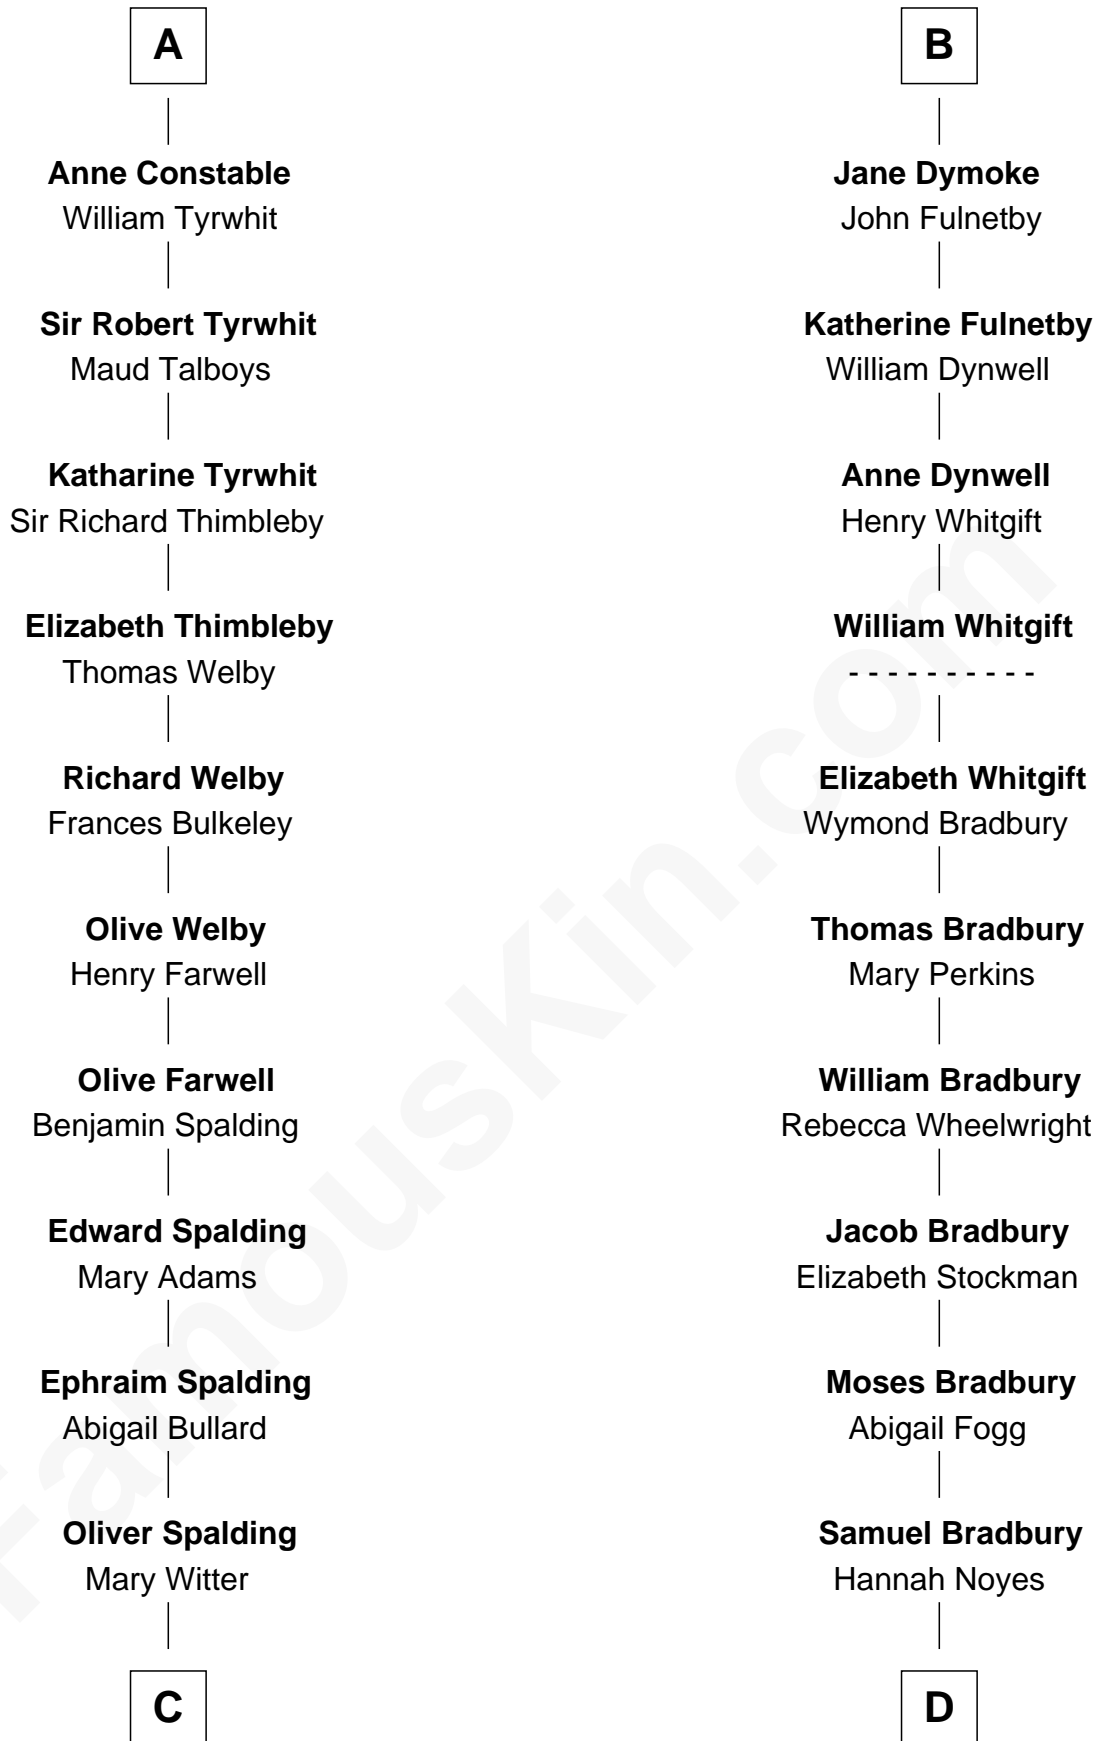 A
Anne Constable
William Tyrwhit
Sir Robert Tyrwhit
Maud Talboys
Katharine Tyrwhit
Sir Richard Thimbleby
Elizabeth Thimbleby
Thomas Welby
Richard Welby
Frances Bulkeley
Olive Welby
Henry Farwell
Olive Farwell
Benjamin Spalding
Edward Spalding
Mary Adams
Ephraim Spalding
Abigail Bullard
Oliver Spalding
Mary Witter
C
B
Jane Dymoke
John Fulnetby
Katherine Fulnetby
William Dynwell
Anne Dynwell
Henry Whitgift
William Whitgift
- - - - - - - - - -
Elizabeth Whitgift
Wymond Bradbury
Thomas Bradbury
Mary Perkins
William Bradbury
Rebecca Wheelwright
Jacob Bradbury
Elizabeth Stockman
Moses Bradbury
Abigail Fogg
Samuel Bradbury
Hannah Noyes
D
FamousKin.com